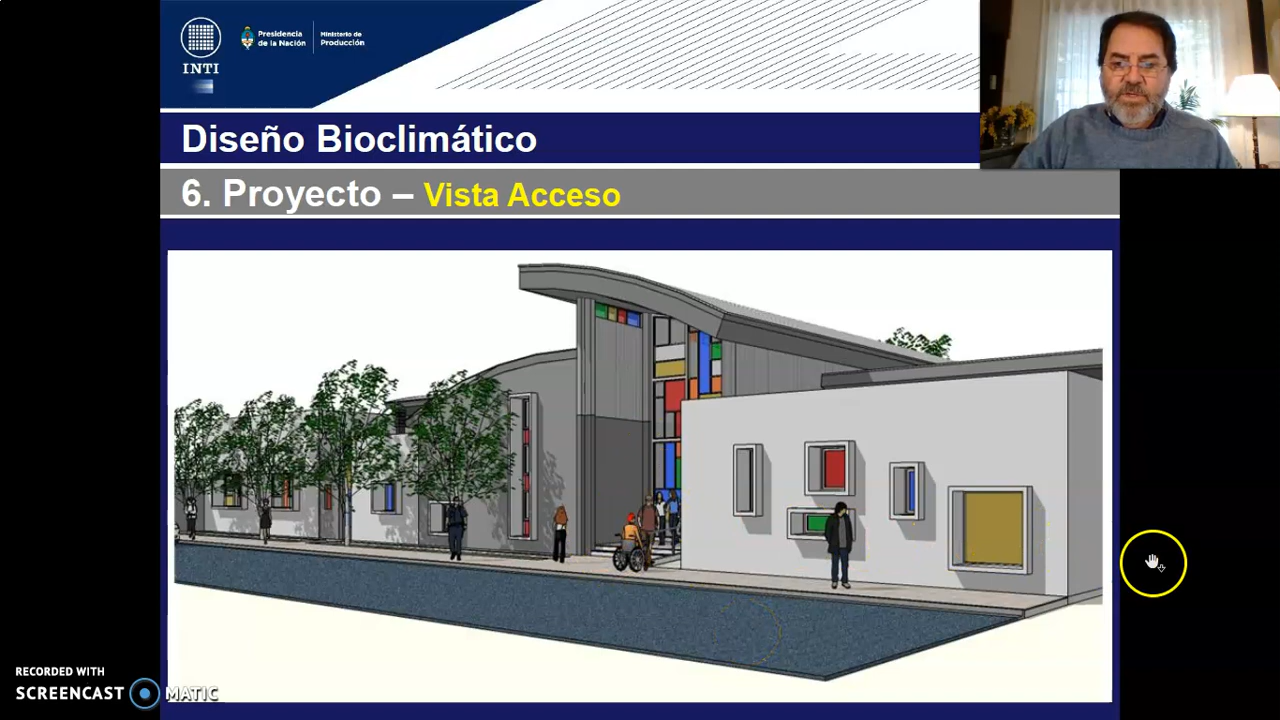 INTI
Presidencia
de la Nación
Ministerio de
Producción
Diseño Bioclimático
6. Proyecto – Vista Acceso
RECORDED WITH
SCREENCAST MATIC